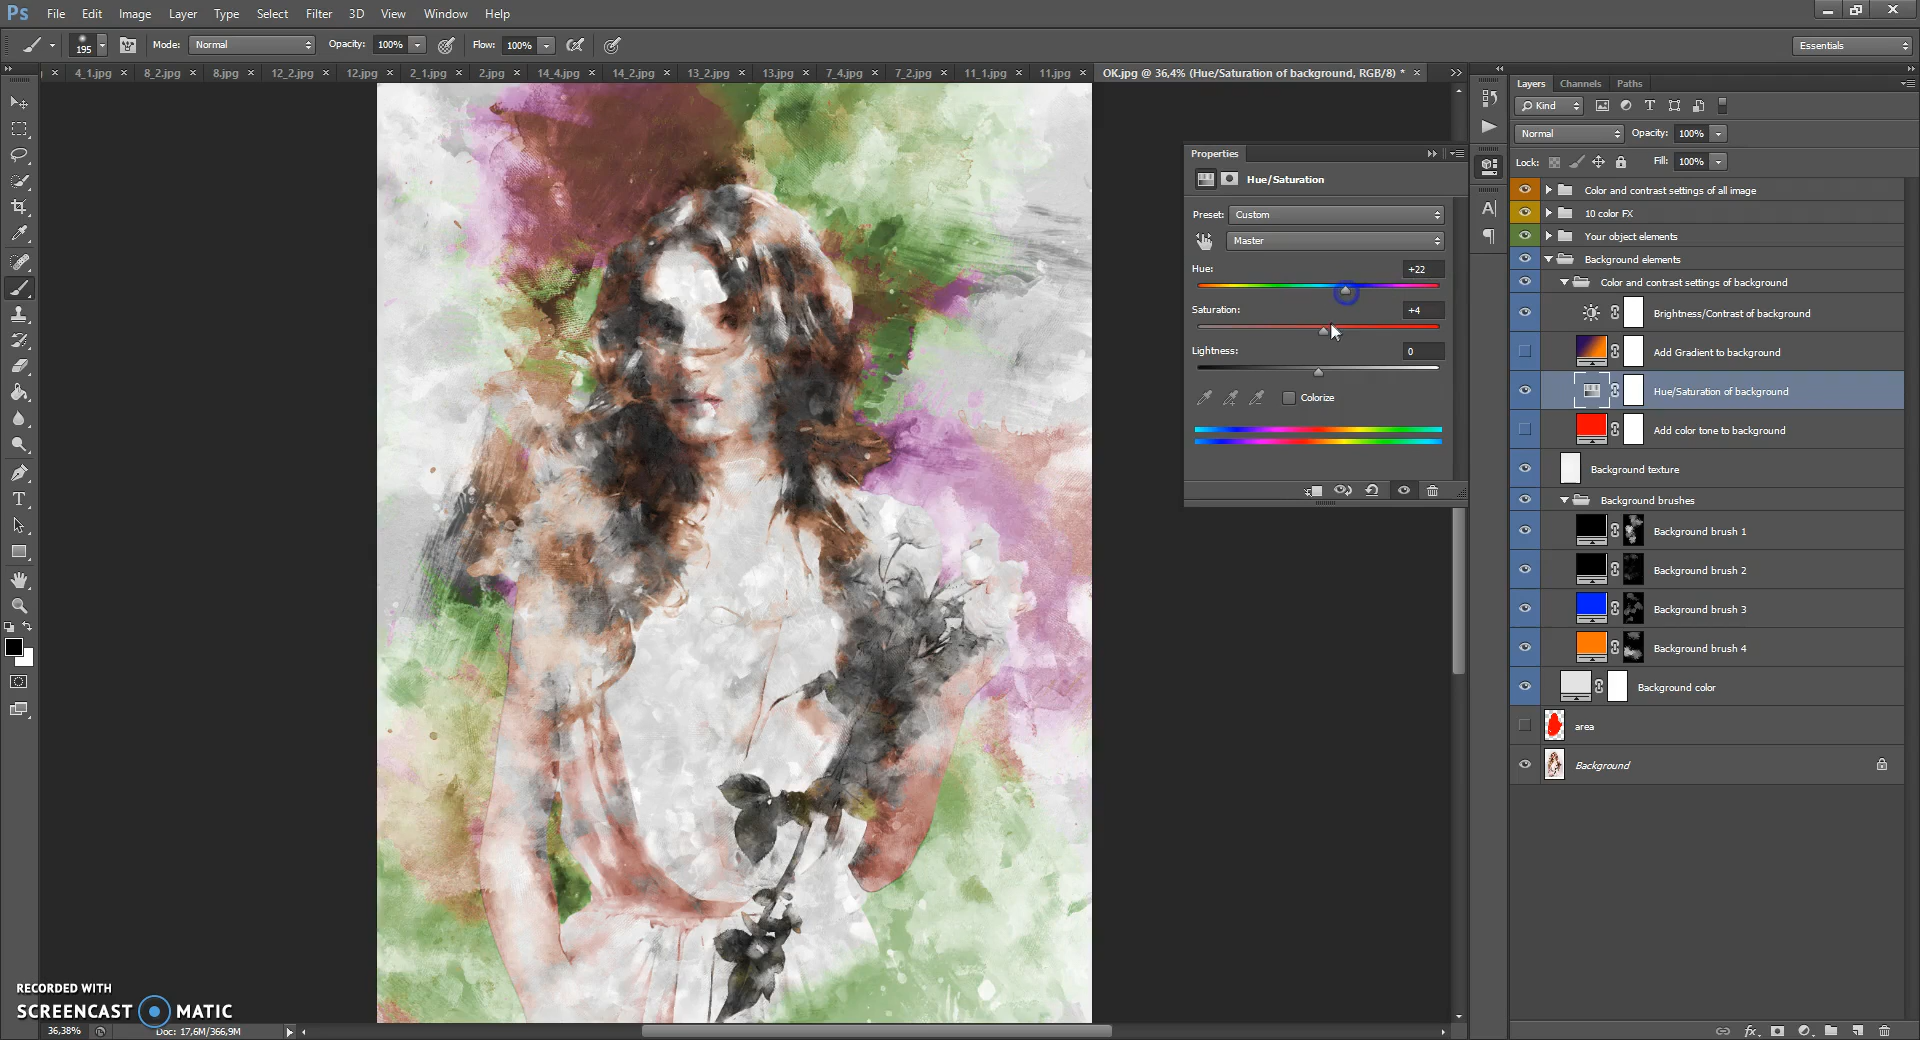 Ps File Edit Image Layer Type Select Filter 3D View Window Help
195 Mode: Normal Opacity: 100% Flow: 100% Essentials
4_1.jpg × 8_2.jpg × 8.jpg × 12_2.jpg × 12.jpg × 2_1.jpg × 2.jpg × 14_4.jpg × 14_2.jpg × 13_2.jpg × 13.jpg × 7_4.jpg × 7_2.jpg × 11_1.jpg × 11.jpg × OK.jpg @ 36,4% (Hue/Saturation of background, RGB/8) * ×
Properties
Hue/Saturation
Preset: Custom
Master
Hue: +22
Saturation: +4
Lightness: 0
Colorize
Layers Channels Paths
Kind
Normal Opacity: 100%
Lock: Fill: 100%
Color and contrast settings of all image
10 color FX
Your object elements
Background elements
Color and contrast settings of background
Brightness/Contrast of background
Add Gradient to background
Hue/Saturation of background
Add color tone to background
Background texture
Background brushes
Background brush 1
Background brush 2
Background brush 3
Background brush 4
Background color
area
Background
RECORDED WITH
SCREENCAST MATIC
36,38% Doc: 17,6M/366,9M